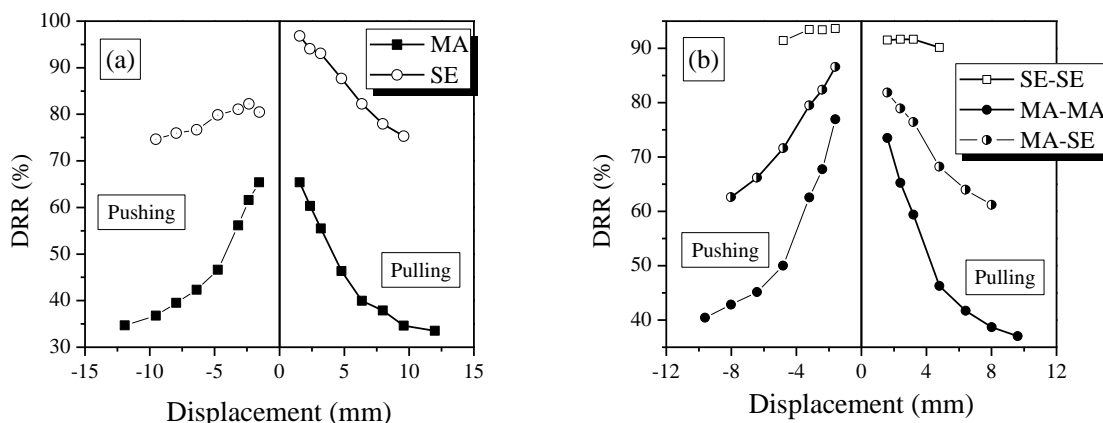 (a)
MA
SE
Pushing
Pulling
DRR (%)
100
90
80
70
60
50
40
30
-15 -10 -5 0 5 10 15
Displacement (mm)
(b)
SE-SE
MA-MA
MA-SE
Pushing
Pulling
DRR (%)
90
80
70
60
50
40
-12 -8 -4 0 4 8 12
Displacement (mm)